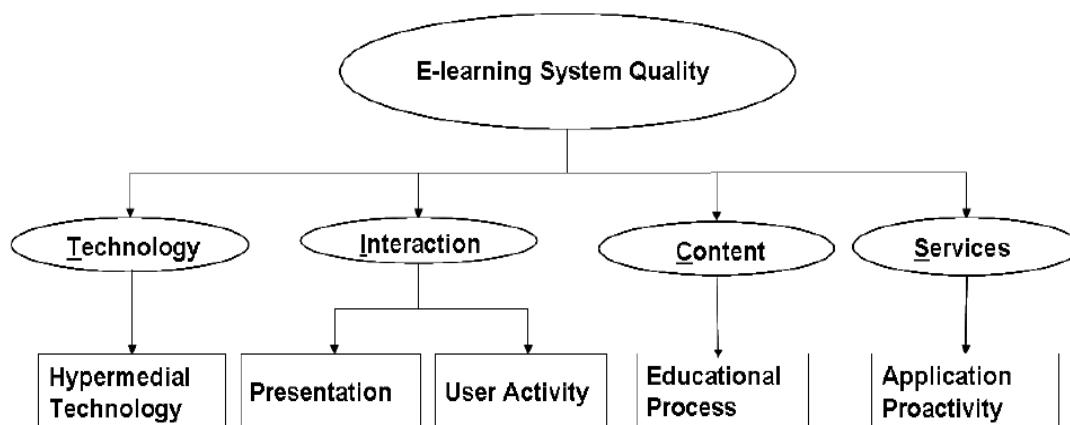 E-learning System Quality
Technology
Interaction
Content
Services
Hypermedial
Technology
Presentation
User Activity
Educational
Process
Application
Proactivity